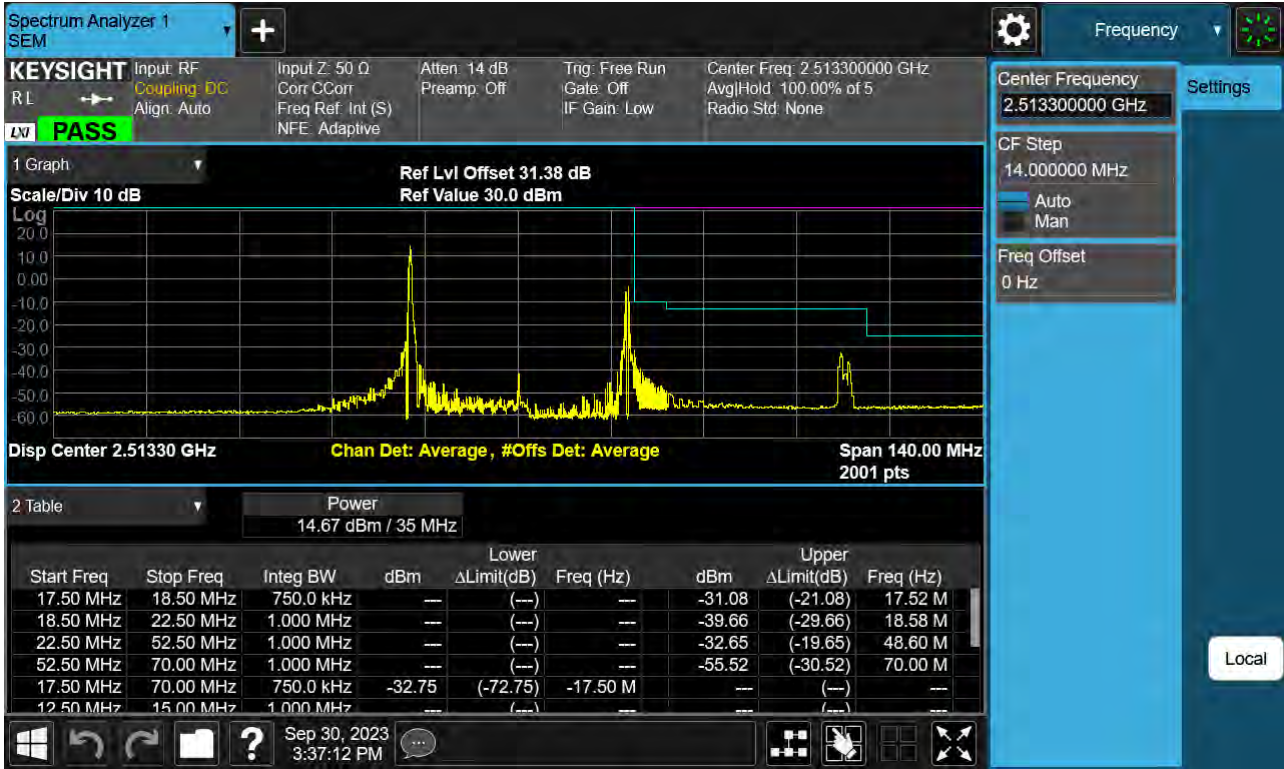 Spectrum Analyzer 1
SEM
Frequency
KEYSIGHT
RL
LXI
PASS
Input: RF
Coupling: DC
Align: Auto
Input Z: 50 Ω
Corr CCorr
Freq Ref: Int (S)
NFE: Adaptive
Atten: 14 dB
Preamp: Off
Trig: Free Run
Gate: Off
IF Gain: Low
Center Freq: 2.513300000 GHz
Avg|Hold: 100.00% of 5
Radio Std: None
Center Frequency
2.513300000 GHz
Settings
CF Step
14.000000 MHz
Auto
Man
Freq Offset
0 Hz
Local
1 Graph
Scale/Div 10 dB
Ref Lvl Offset 31.38 dB
Ref Value 30.0 dBm
Log
20.0
10.0
0.00
-10.0
-20.0
-30.0
-40.0
-50.0
-60.0
Disp Center 2.51330 GHz
Chan Det: Average, #Offs Det: Average
Span 140.00 MHz
2001 pts
2 Table
Power
14.67 dBm / 35 MHz
Lower Upper
Start Freq Stop Freq Integ BW dBm ΔLimit(dB) Freq (Hz) dBm ΔLimit(dB) Freq (Hz)
17.50 MHz 18.50 MHz 750.0 kHz --- (---) --- -31.08 (-21.08) 17.52 M
18.50 MHz 22.50 MHz 1.000 MHz --- (---) --- -39.66 (-29.66) 18.58 M
22.50 MHz 52.50 MHz 1.000 MHz --- (---) --- -32.65 (-19.65) 48.60 M
52.50 MHz 70.00 MHz 1.000 MHz --- (---) --- -55.52 (-30.52) 70.00 M
17.50 MHz 70.00 MHz 750.0 kHz -32.75 (-72.75) -17.50 M --- (---) ---
12.50 MHz 15.00 MHz 1.000 MHz --- (---) --- --- (---) ---
Sep 30, 2023
3:37:12 PM